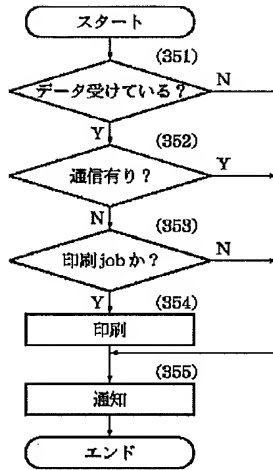 スタート
(351)
データ受けている？ N
Y (352)
通信有り？ Y
N (353)
印刷jobか？ N
Y (354)
印刷
(355)
通知
エンド